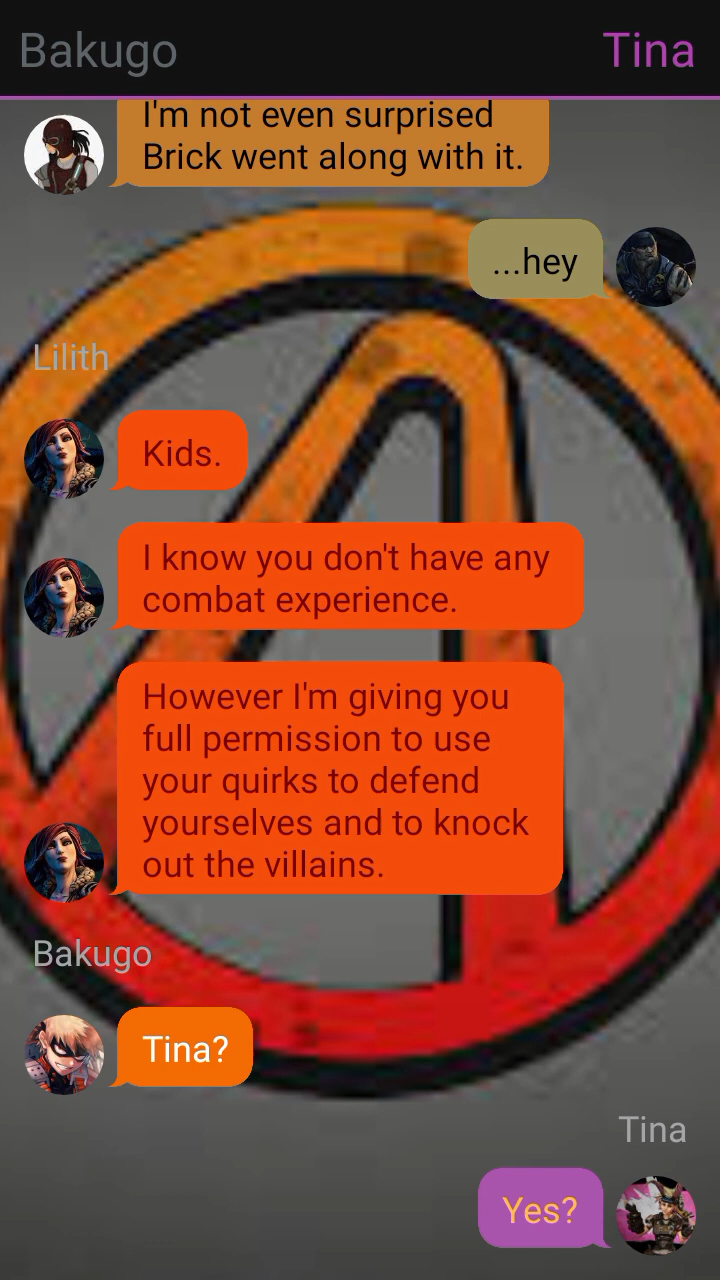 Bakugo
Tina
I'm not even surprised
Brick went along with it.
...hey
Lilith
Kids.
I know you don't have any
combat experience.
However I'm giving you
full permission to use
your quirks to defend
yourselves and to knock
out the villains.
Bakugo
Tina?
Tina
Yes?